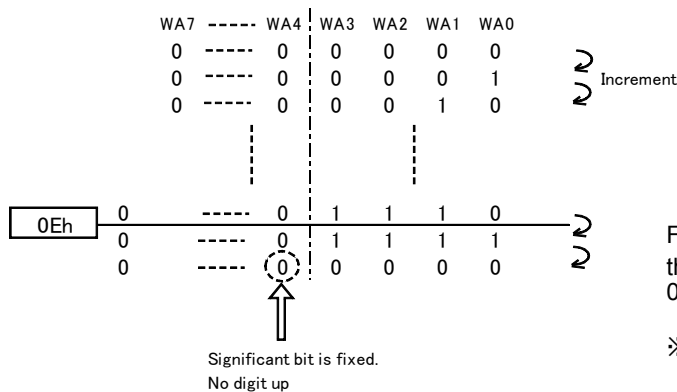 WA7 ----- WA4 WA3 WA2 WA1 WA0
0 ----- 0 0 0 0 0
0 ----- 0 0 0 0 1
Increment
0 ----- 0 0 0 1 0
0Eh
0 ----- 0 1 1 1 0
0 ----- 0 1 1 1 1
0 ----- 0 0 0 0 0
F
th
0
※
Significant bit is fixed.
No digit up